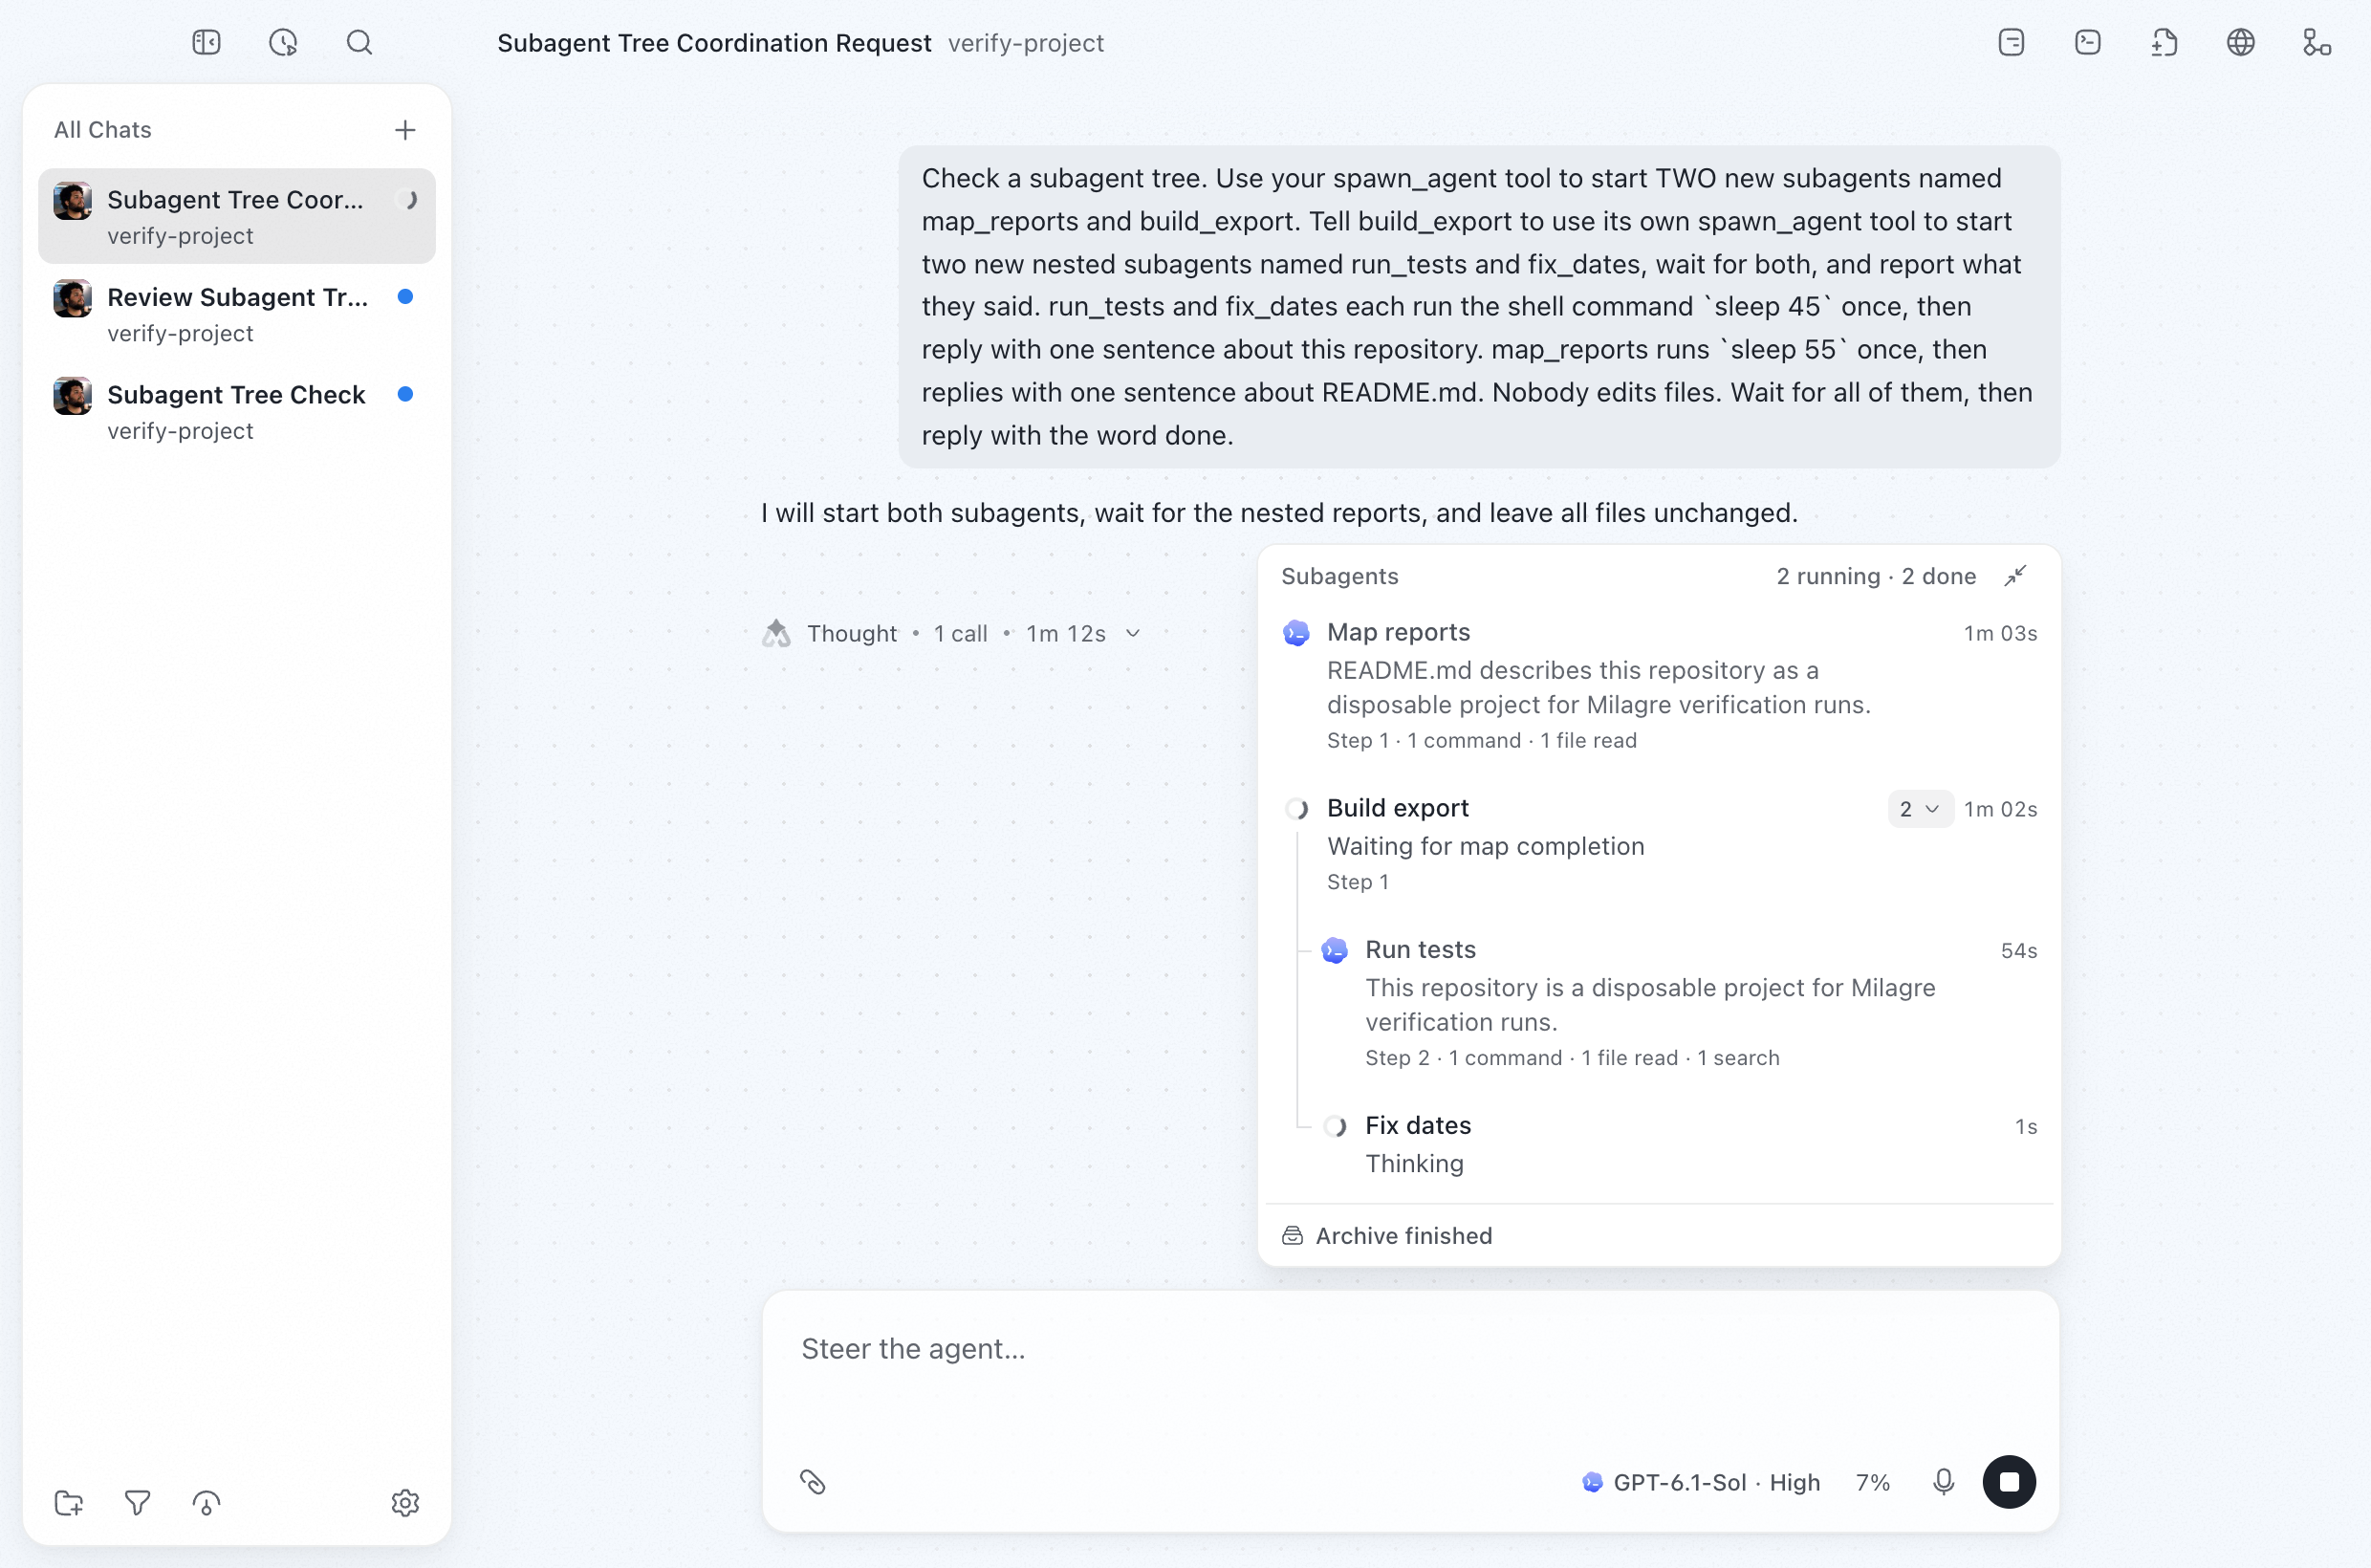 Subagent Tree Coordination Request verify-project
All Chats
Subagent Tree Coor...
verify-project
Review Subagent Tr...
verify-project
Subagent Tree Check
verify-project
Check a subagent tree. Use your spawn_agent tool to start TWO new subagents named
map_reports and build_export. Tell build_export to use its own spawn_agent tool to start
two new nested subagents named run_tests and fix_dates, wait for both, and report what
they said. run_tests and fix_dates each run the shell command `sleep 45` once, then
reply with one sentence about this repository. map_reports runs `sleep 55` once, then
replies with one sentence about README.md. Nobody edits files. Wait for all of them, then
reply with the word done.
I will start both subagents, wait for the nested reports, and leave all files unchanged.
Thought • 1 call • 1m 12s
Subagents 2 running · 2 done
Map reports 1m 03s
README.md describes this repository as a
disposable project for Milagre verification runs.
Step 1 · 1 command · 1 file read
Build export 2 1m 02s
Waiting for map completion
Step 1
Run tests 54s
This repository is a disposable project for Milagre
verification runs.
Step 2 · 1 command · 1 file read · 1 search
Fix dates 1s
Thinking
Archive finished
Steer the agent...
GPT-6.1-Sol · High 7%